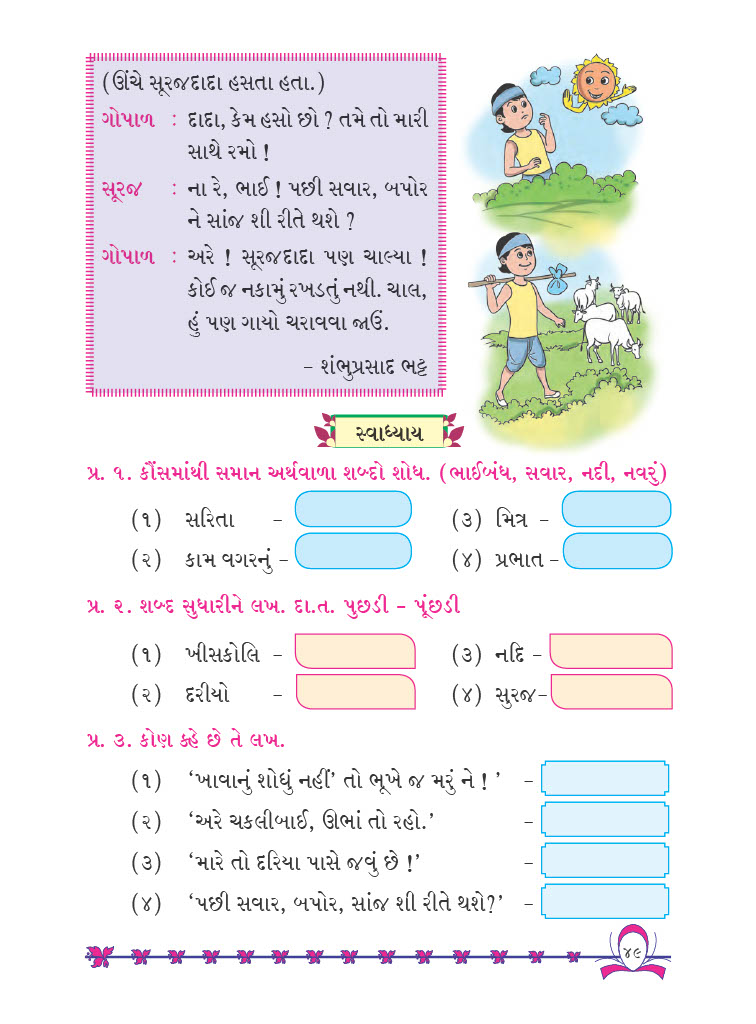 (ઊંચે સૂરજદાદા હસતા હતા.)
ગોપાળ : દાદા, કેમ હસો છો ? તમે તો મારી
સાથે રમો !
સૂરજ : ના રે, ભાઈ ! પછી સવાર, બપોર
ને સાંજ શી રીતે થશે ?
ગોપાળ : અરે ! સૂરજદાદા પણ ચાલ્યા !
કોઈ જ નકામું રખડતું નથી. ચાલ,
હું પણ ગાયો ચરાવવા જાઉં.
– શંભુપ્રસાદ ભટ્ટ
સ્વાધ્યાય
પ્ર. ૧. કૌંસમાંથી સમાન અર્થવાળા શબ્દો શોધ. (ભાઈબંધ, સવાર, નદી, નવરું)
(૧) સરિતા – (૩) મિત્ર –
(૨) કામ વગરનું – (૪) પ્રભાત –
પ્ર. ૨. શબ્દ સુધારીને લખ. દા.ત. પુછડી – પૂંછડી
(૧) ખીસકોલિ – (૩) નદિ –
(૨) દરીયો – (૪) સુરજ–
પ્ર. ૩. કોણ કહે છે તે લખ.
(૧) ‘ખાવાનું શોધું નહીં’ તો ભૂખે જ મરું ને ! ’ –
(૨) ‘અરે ચકલીબાઈ, ઊભાં તો રહો.’ –
(૩) ‘મારે તો દરિયા પાસે જવું છે !’ –
(૪) ‘પછી સવાર, બપોર, સાંજ શી રીતે થશે?’ –
૪૯